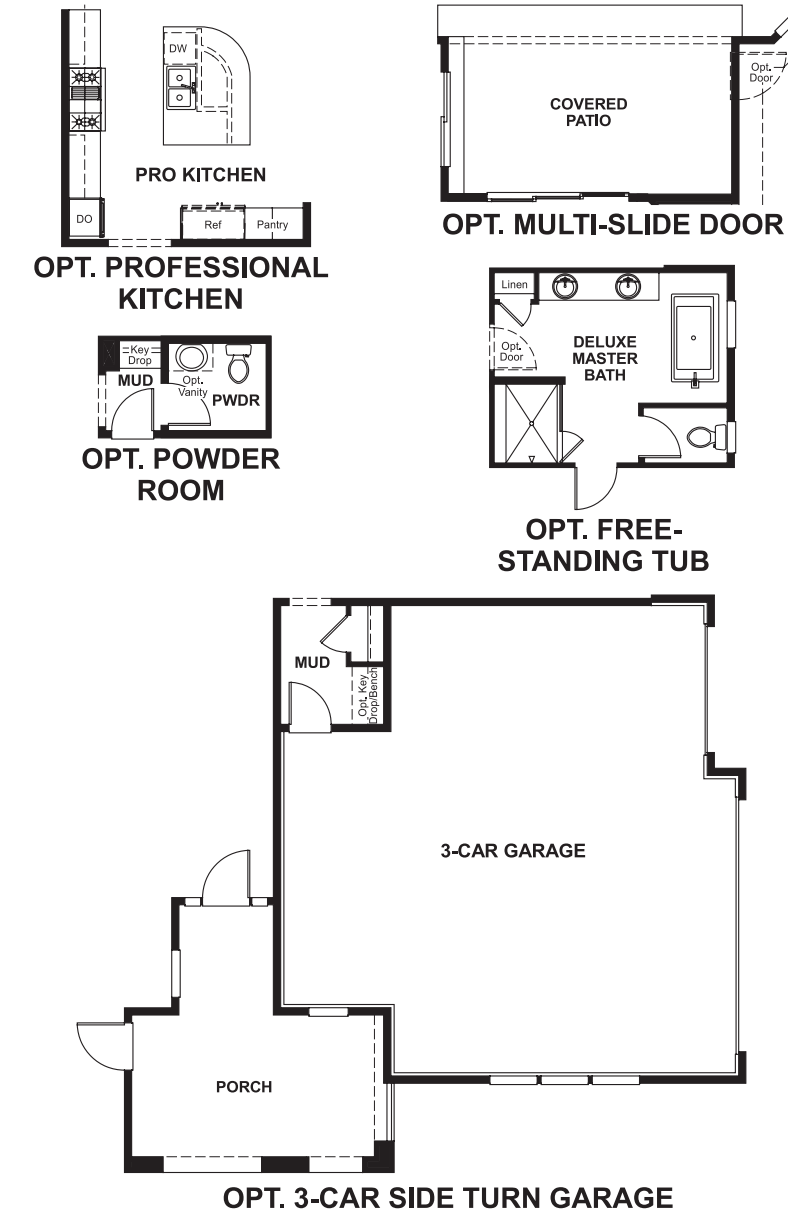 DW
PRO KITCHEN
DO
Ref
Pantry
OPT. PROFESSIONAL
KITCHEN
COVERED
PATIO
Opt.
Door
OPT. MULTI-SLIDE DOOR
Key
Drop
MUD
Opt.
Vanity
PWDR
OPT. POWDER
ROOM
Linen
Opt.
Door
DELUXE
MASTER
BATH
OPT. FREE-
STANDING TUB
MUD
Opt. Key
Drop/Bench
3-CAR GARAGE
PORCH
OPT. 3-CAR SIDE TURN GARAGE